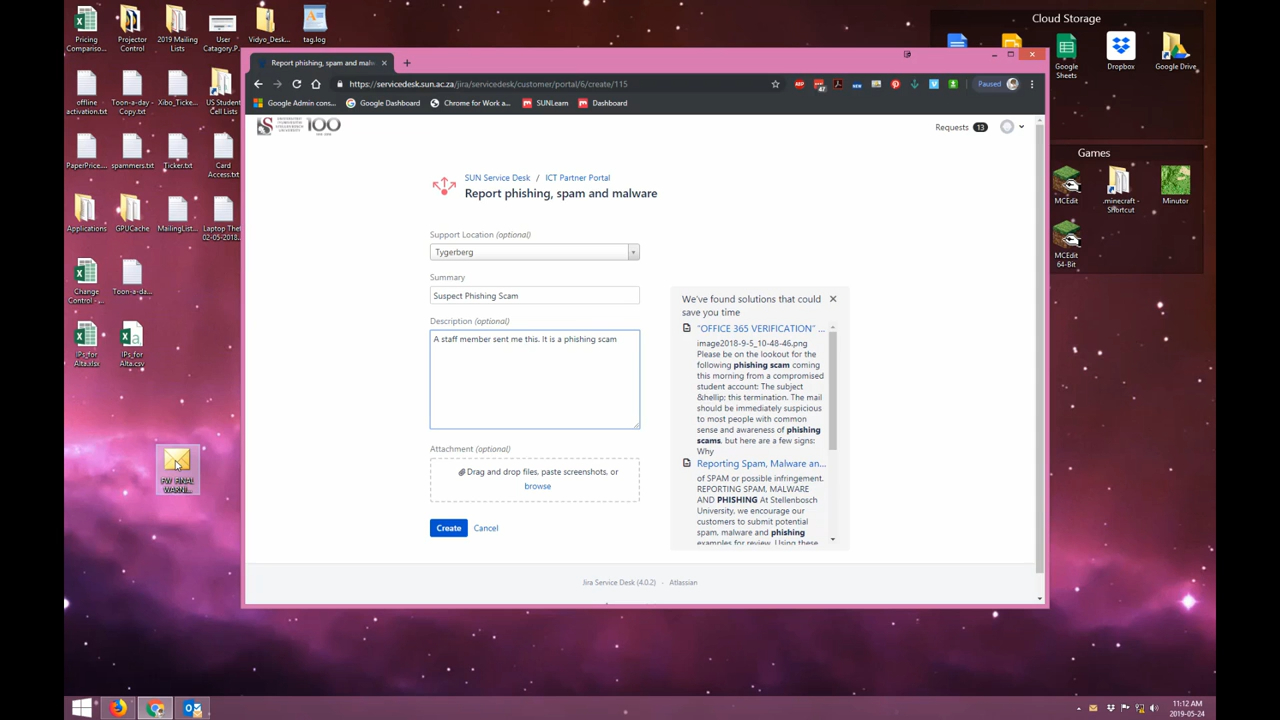 Pricing
Compariso...
Projector
Control
2019 Mailing
Lists
User
Catagory.P...
Vidyo_Desk...
tag.log
offline
activation.txt
Toon-a-day -
Copy.txt
Xibo_Ticke...
US Student
Cell Lists
PaperPrice...
spammers.txt
Ticker.txt
Card
Access.txt
Applications
GPUCache
MailingList...
Laptop Thef
02-05-2018...
Change
Control - ...
Toon-a-da...
IPs for
Alta.xlsx
IPs_for
Alta.csv
FW FINAL
WARNI...
Report phishing, spam and malw
https://servicedesk.sun.ac.za/jira/servicedesk/customer/portal/6/create/115
Paused
Google Admin cons...
Google Dashboard
Chrome for Work a...
SUNLearn
Dashboard
100
Requests 13
SUN Service Desk / ICT Partner Portal
Report phishing, spam and malware
Support Location (optional)
Tygerberg
Summary
Suspect Phishing Scam
Description (optional)
A staff member sent me this. It is a phishing scam
Attachment (optional)
Drag and drop files, paste screenshots, or
browse
Create
Cancel
We've found solutions that could
save you time
"OFFICE 365 VERIFICATION" ...
image2018-9-5_10-48-46.png
Please be on the lookout for the
following phishing scam coming
this morning from a compromised
student account: The subject
&hellip; this termination. The mail
should be immediately suspicious
to most people with common
sense and awareness of phishing
scams, but here are a few signs:
Why
Reporting Spam, Malware an...
of SPAM or possible infringement.
REPORTING SPAM, MALWARE
AND PHISHING At Stellenbosch
University, we encourage our
customers to submit potential
spam, malware and phishing
examples for review. Using these
Jira Service Desk (4.0.2) - Atlassian
Cloud Storage
Google
Sheets
Dropbox
Google Drive
Games
MCEdit
.minecraft -
Shortcut
Minutor
MCEdit
64-Bit
11:12 AM
2019-05-24